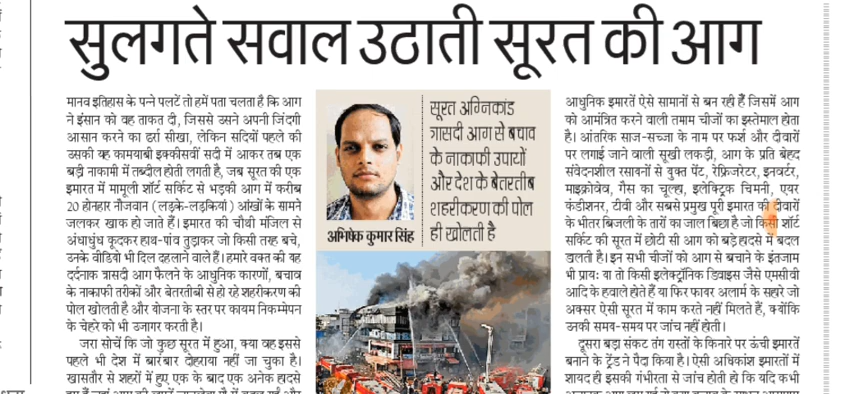 सुलगते सवाल उठाती सूरत की आग
मानव इतिहास के पन्ने पलटें तो हमें पता चलता है कि आग
ने इंसान को वह ताकत दी, जिससे उसने अपनी जिंदगी
आसान करने का ढर्रा सीखा, लेकिन सदियों पहले की
उसकी यह कामयाबी इक्कीसवीं सदी में आकर तब एक
बड़ी नाकामी में तब्दील होती लगती है, जब सूरत की एक
इमारत में मामूली शॉर्ट सर्किट से भड़की आग में करीब
20 होनहार नौजवान (लड़के-लड़कियां) आंखों के सामने
जलकर खाक हो जाते हैं। इमारत की चौथी मंजिल से
अंधाधुंध कूदकर हाथ-पांव तुड़ाकर जो किसी तरह बचे,
उनके वीडियो भी दिल दहलाने वाले हैं। हमारे वक्त की यह
दर्दनाक त्रासदी आग फैलने के आधुनिक कारणों, बचाव
के नाकाफी तरीकों और बेतरतीबी से हो रहे शहरीकरण की
पोल खोलती है और योजना के स्तर पर कायम निकम्मेपन
के चेहरे को भी उजागर करती है।
जरा सोचें कि जो कुछ सूरत में हुआ, क्या वह इससे
पहले भी देश में बारंबार दोहराया नहीं जा चुका है।
खासतौर से शहरों में हुए एक के बाद एक अनेक हादसे
अभिषेक कुमार सिंह
सूरत अग्निकांड
त्रासदी आग से बचाव
के नाकाफी उपायों
और देश के बेतरतीब
शहरीकरण की पोल
ही खोलती है
आधुनिक इमारतें ऐसे सामानों से बन रही हैं जिसमें आग
को आमंत्रित करने वाली तमाम चीजों का इस्तेमाल होता
है। आंतरिक साज-सज्जा के नाम पर फर्श और दीवारों
पर लगाई जाने वाली सूखी लकड़ी, आग के प्रति बेहद
संवेदनशील रसायनों से युक्त पेंट, रेफ्रिजरेटर, इनवर्टर,
माइक्रोवेव, गैस का चूल्हा, इलेक्ट्रिक चिमनी, एयर
कंडीशनर, टीवी और सबसे प्रमुख पूरी इमारत की दीवारों
के भीतर बिजली के तारों का जाल बिछा है जो किसी शॉर्ट
सर्किट की सूरत में छोटी सी आग को बड़े हादसे में बदल
डालती है। इन सभी चीजों को आग से बचाने के इंतजाम
भी प्रायः या तो किसी इलेक्ट्रॉनिक डिवाइस जैसे एमसीवी
आदि के हवाले होते हैं या फिर फायर अलार्म के सहारे जो
अक्सर ऐसी सूरत में काम करते नहीं मिलते हैं, क्योंकि
उनकी समय-समय पर जांच नहीं होती।
दूसरा बड़ा संकट तंग रास्तों के किनारे पर ऊंची इमारतें
बनाने के ट्रेंड ने पैदा किया है। ऐसी अधिकांश इमारतों में
शायद ही इसकी गंभीरता से जांच होती हो कि यदि कभी